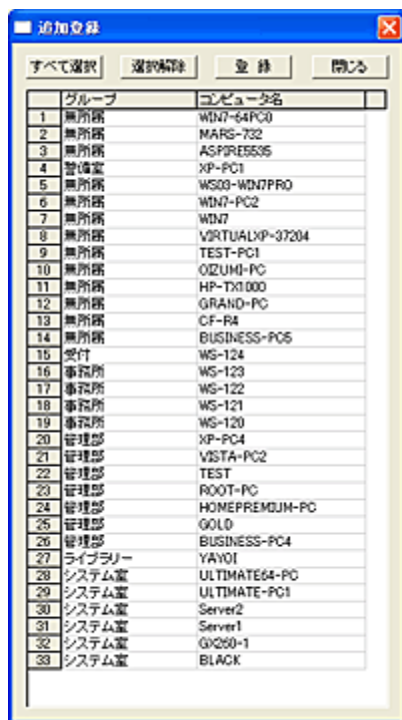 追加登録
すべて選択 選択解除 登 録 閉じる
グループ コンピュータ名
1 無所属 WIN7-64PC0
2 無所属 MARS-732
3 無所属 ASPIRE5535
4 警備室 XP-PC1
5 無所属 WS03-WIN7PRO
6 無所属 WIN7-PC2
7 無所属 WIN7
8 無所属 VIRTUALXP-37204
9 無所属 TEST-PC1
10 無所属 OIZUMI-PC
11 無所属 HP-TX1000
12 無所属 GRAND-PC
13 無所属 CF-R4
14 無所属 BUSINESS-PC5
15 受付 WS-124
16 事務所 WS-123
17 事務所 WS-122
18 事務所 WS-121
19 事務所 WS-120
20 管理部 XP-PC4
21 管理部 VISTA-PC2
22 管理部 TEST
23 管理部 ROOT-PC
24 管理部 HOMEPREMIUM-PC
25 管理部 GOLD
26 管理部 BUSINESS-PC4
27 ライブラリー YAYOI
28 システム室 ULTIMATE64-PC
29 システム室 ULTIMATE-PC1
30 システム室 Server2
31 システム室 Server1
32 システム室 GX260-1
33 システム室 BLACK